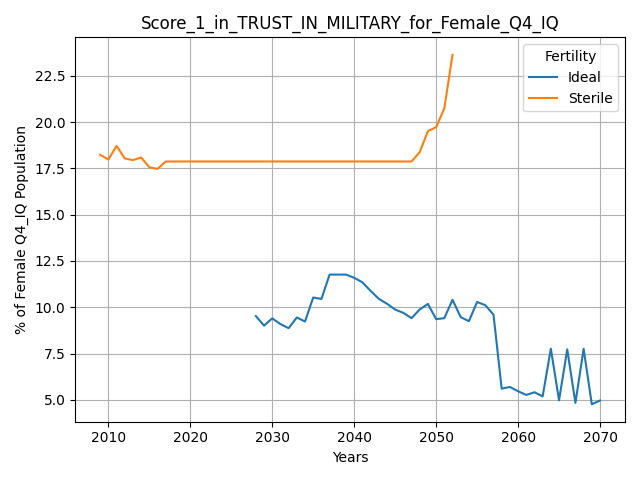 Score_1_in_TRUST_IN_MILITARY_for_Female_Q4_IQ
% of Female Q4_IQ Population
22.5
20.0
17.5
15.0
12.5
10.0
7.5
5.0
Fertility
Ideal
Sterile
2010 2020 2030 2040 2050 2060 2070
Years